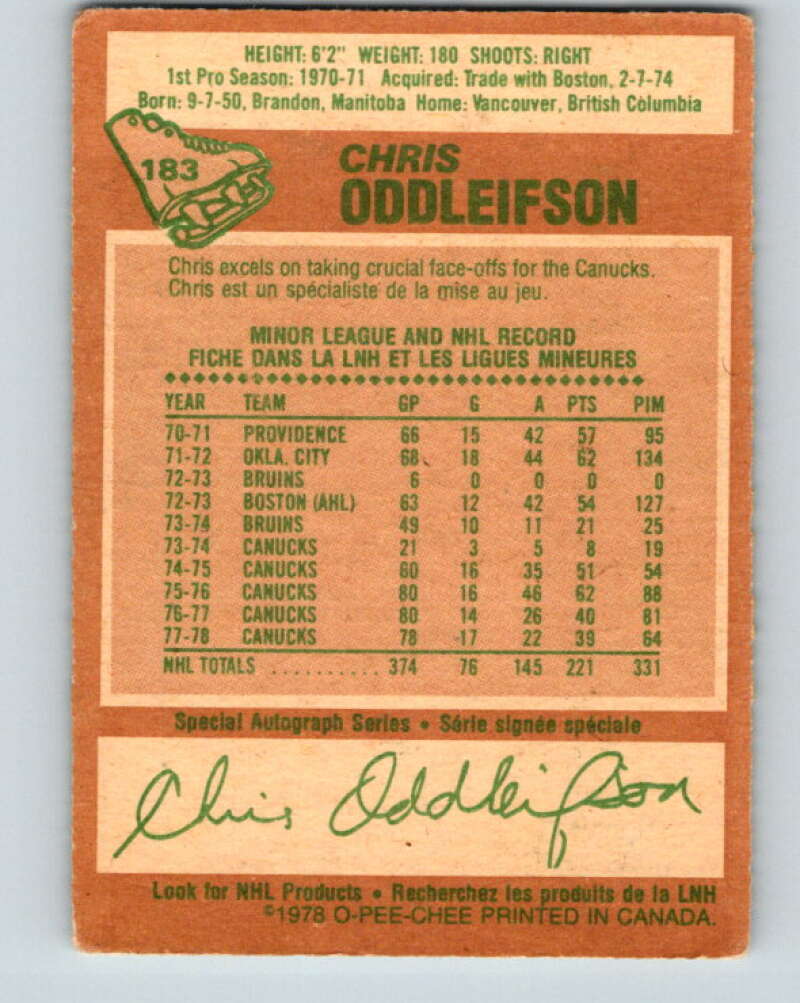 HEIGHT: 6'2" WEIGHT: 180 SHOOTS: RIGHT
1st Pro Season: 1970-71 Acquired: Trade with Boston, 2-7-74
Born: 9-7-50, Brandon, Manitoba Home: Vancouver, British Columbia
183
CHRIS
ODDLEIFSON
Chris excels on taking crucial face-offs for the Canucks.
Chris est un spécialiste de la mise au jeu.
MINOR LEAGUE AND NHL RECORD
FICHE DANS LA LNH ET LES LIGUES MINEURES
YEAR TEAM GP G A PTS PIM
70-71 PROVIDENCE 66 15 42 57 95
71-72 OKLA. CITY 68 18 44 62 134
72-73 BRUINS 6 0 0 0 0
72-73 BOSTON (AHL) 63 12 42 54 127
73-74 BRUINS 49 10 11 21 25
73-74 CANUCKS 21 3 5 8 19
74-75 CANUCKS 60 16 35 51 54
75-76 CANUCKS 80 16 46 62 88
76-77 CANUCKS 80 14 26 40 81
77-78 CANUCKS 78 17 22 39 64
NHL TOTALS .......... 374 76 145 221 331
Special Autograph Series • Série signée spéciale
Chris Oddleifson
Look for NHL Products • Recherchez les produits de la LNH
©1978 O-PEE-CHEE PRINTED IN CANADA.